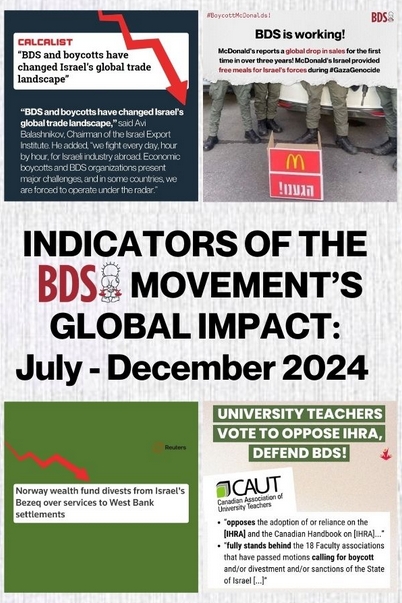 CALCALIST
"BDS and boycotts have
changed Israel's global trade
landscape"
"BDS and boycotts have changed Israel's
global trade landscape," said Avi
Balashnikov, Chairman of the Israel Export
Institute. He added, "we fight every day, hour
by hour, for Israeli industry abroad. Economic
boycotts and BDS organizations present
major challenges, and in some countries, we
are forced to operate under the radar."
#BoycottMcDonalds!
BDS
BDS is working!
McDonald's reports a global drop in sales for the first
time in over three years! McDonald's Israel provided
free meals for Israel's forces during #GazaGenocide
הגענו!
INDICATORS OF THE
BDS MOVEMENT'S
GLOBAL IMPACT:
July - December 2024
Reuters
Norway wealth fund divests from Israel's
Bezeq over services to West Bank
settlements
UNIVERSITY TEACHERS
VOTE TO OPPOSE IHRA,
DEFEND BDS!
CAUT
Canadian Association of
University Teachers
• "opposes the adoption of or reliance on the
[IHRA] and the Canadian Handbook on [IHRA]..."
• "fully stands behind the 18 Faculty associations
that have passed motions calling for boycott
and/or divestment and/or sanctions of the State
of Israel [...]"